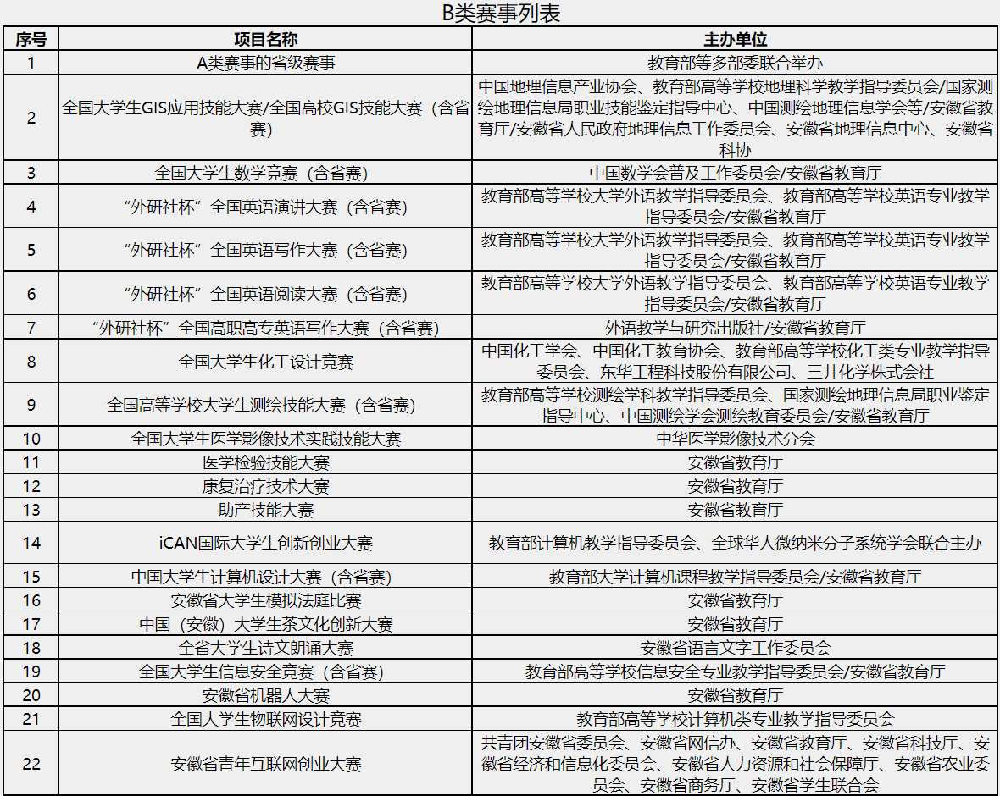 B类赛事列表
序号 项目名称 主办单位
1 A类赛事的省级赛事 教育部等多部委联合举办
2 全国大学生GIS应用技能大赛/全国高校GIS技能大赛（含省
赛）
中国地理信息产业协会、教育部高等学校地理科学教学指导委员会/国家测
绘地理信息局职业技能鉴定指导中心、中国测绘地理信息学会等/安徽省教
育厅/安徽省人民政府地理信息工作委员会、安徽省地理信息中心、安徽省
科协
3 全国大学生数学竞赛（含省赛） 中国数学会普及工作委员会/安徽省教育厅
4 “外研社杯”全国英语演讲大赛（含省赛）
教育部高等学校大学外语教学指导委员会、教育部高等学校英语专业教学
指导委员会/安徽省教育厅
5 “外研社杯”全国英语写作大赛（含省赛）
教育部高等学校大学外语教学指导委员会、教育部高等学校英语专业教学
指导委员会/安徽省教育厅
6 “外研社杯”全国英语阅读大赛（含省赛）
教育部高等学校大学外语教学指导委员会、教育部高等学校英语专业教学
指导委员会/安徽省教育厅
7 “外研社杯”全国高职高专英语写作大赛（含省赛） 外语教学与研究出版社/安徽省教育厅
8 全国大学生化工设计竞赛
中国化工学会、中国化工教育协会、教育部高等学校化工类专业教学指导
委员会、东华工程科技股份有限公司、三井化学株式会社
9 全国高等学校大学生测绘技能大赛（含省赛）
教育部高等学校测绘学科教学指导委员会、国家测绘地理信息局职业鉴定
指导中心、中国测绘学会测绘教育委员会/安徽省教育厅
10 全国大学生医学影像技术实践技能大赛 中华医学影像技术分会
11 医学检验技能大赛 安徽省教育厅
12 康复治疗技术大赛 安徽省教育厅
13 助产技能大赛 安徽省教育厅
14 iCAN国际大学生创新创业大赛 教育部计算机教学指导委员会、全球华人微纳米分子系统学会联合主办
15 中国大学生计算机设计大赛（含省赛） 教育部大学计算机课程教学指导委员会/安徽省教育厅
16 安徽省大学生模拟法庭比赛 安徽省教育厅
17 中国（安徽）大学生茶文化创新大赛 安徽省教育厅
18 全省大学生诗文朗诵大赛 安徽省语言文字工作委员会
19 全国大学生信息安全竞赛（含省赛） 教育部高等学校信息安全专业教学指导委员会/安徽省教育厅
20 安徽省机器人大赛 安徽省教育厅
21 全国大学生物联网设计竞赛 教育部高等学校计算机类专业教学指导委员会
22 安徽省青年互联网创业大赛
共青团安徽省委员会、安徽省网信办、安徽省教育厅、安徽省科技厅、安
徽省经济和信息化委员会、安徽省人力资源和社会保障厅、安徽省农业委
员会、安徽省商务厅、安徽省学生联合会